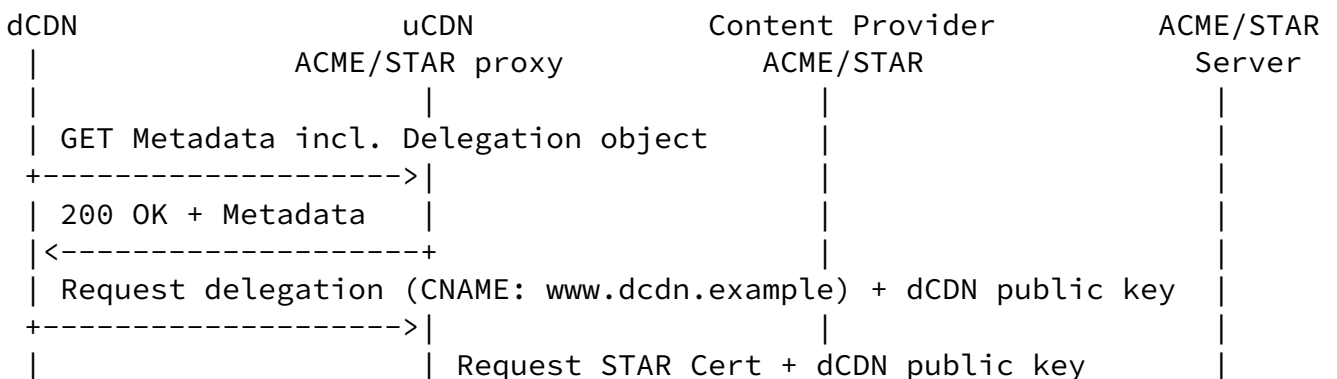 dCDN                   uCDN             Content Provider         ACME/STAR
 |              ACME/STAR proxy         ACME/STAR                 Server
 |                     |                     |                     |
 | GET Metadata incl. Delegation object      |                     |
 +-------------------->|                     |                     |
 | 200 OK + Metadata   |                     |                     |
 |<--------------------+                     |                     |
 | Request delegation (CNAME: www.dcdn.example) + dCDN public key  |
 +-------------------->|                     |                     |
 |                     | Request STAR Cert + dCDN public key       |